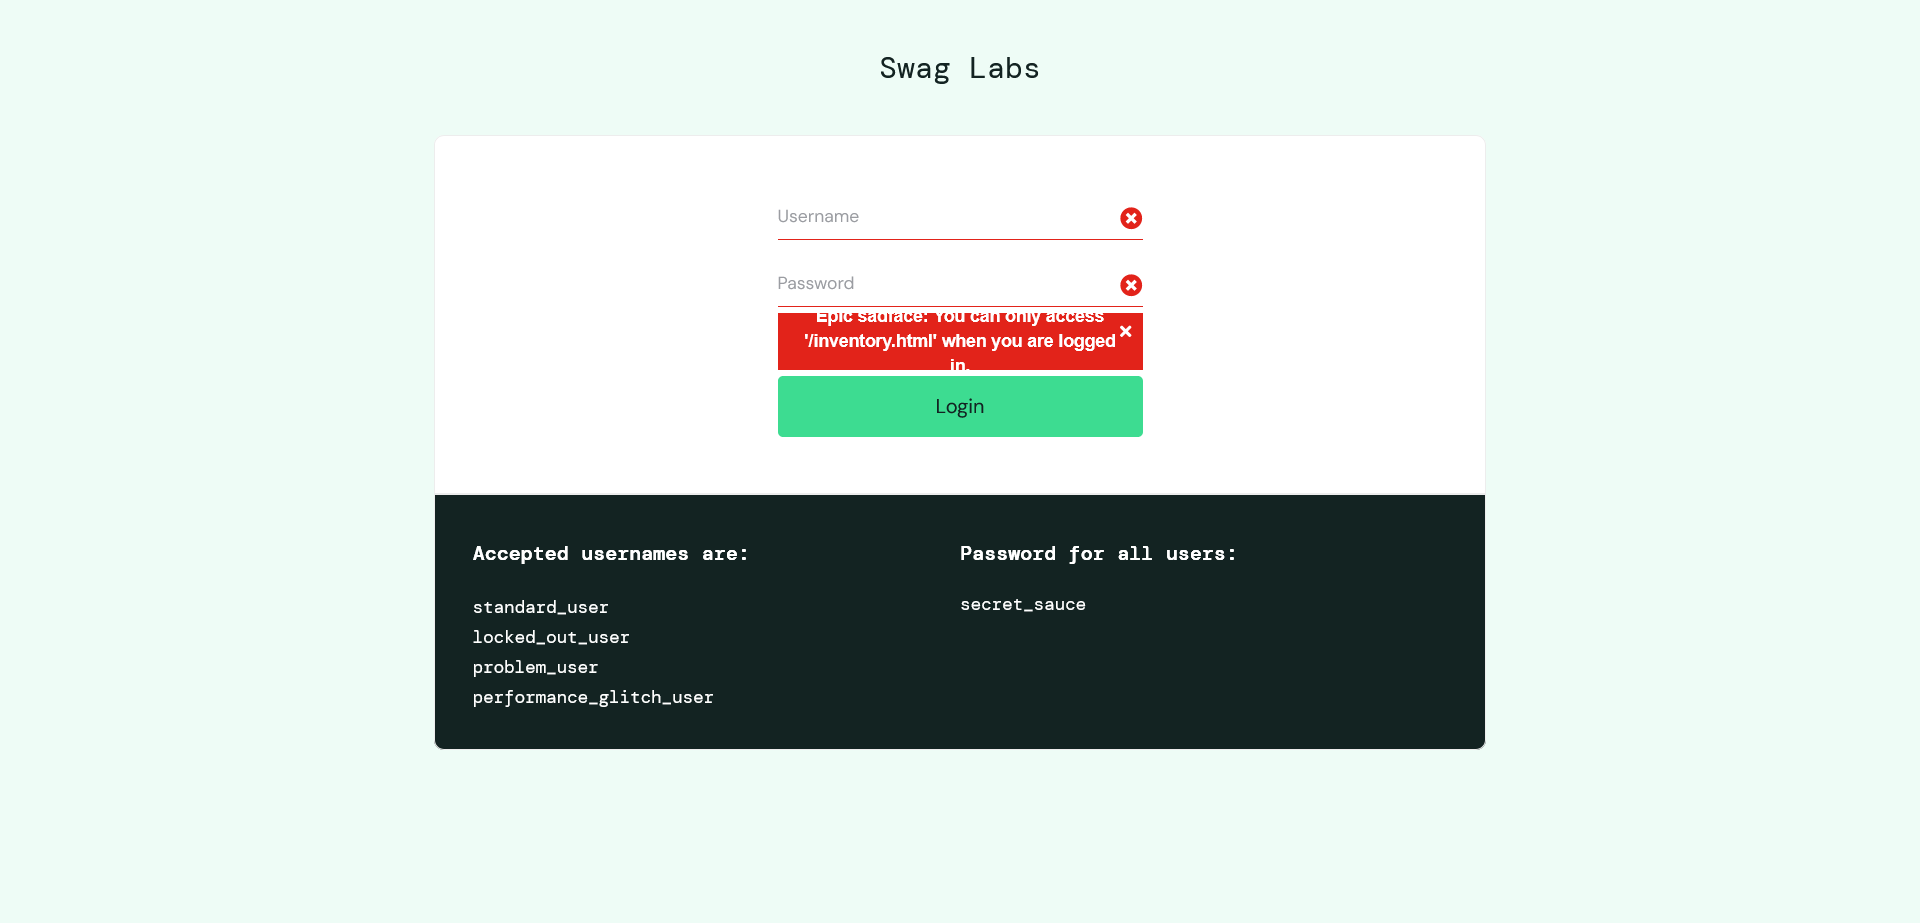 Swag Labs
Username
Password
Epic sadface: You can only access
'/inventory.html' when you are logged
in.
Login
Accepted usernames are:
standard_user
locked_out_user
problem_user
performance_glitch_user
Password for all users:
secret_sauce